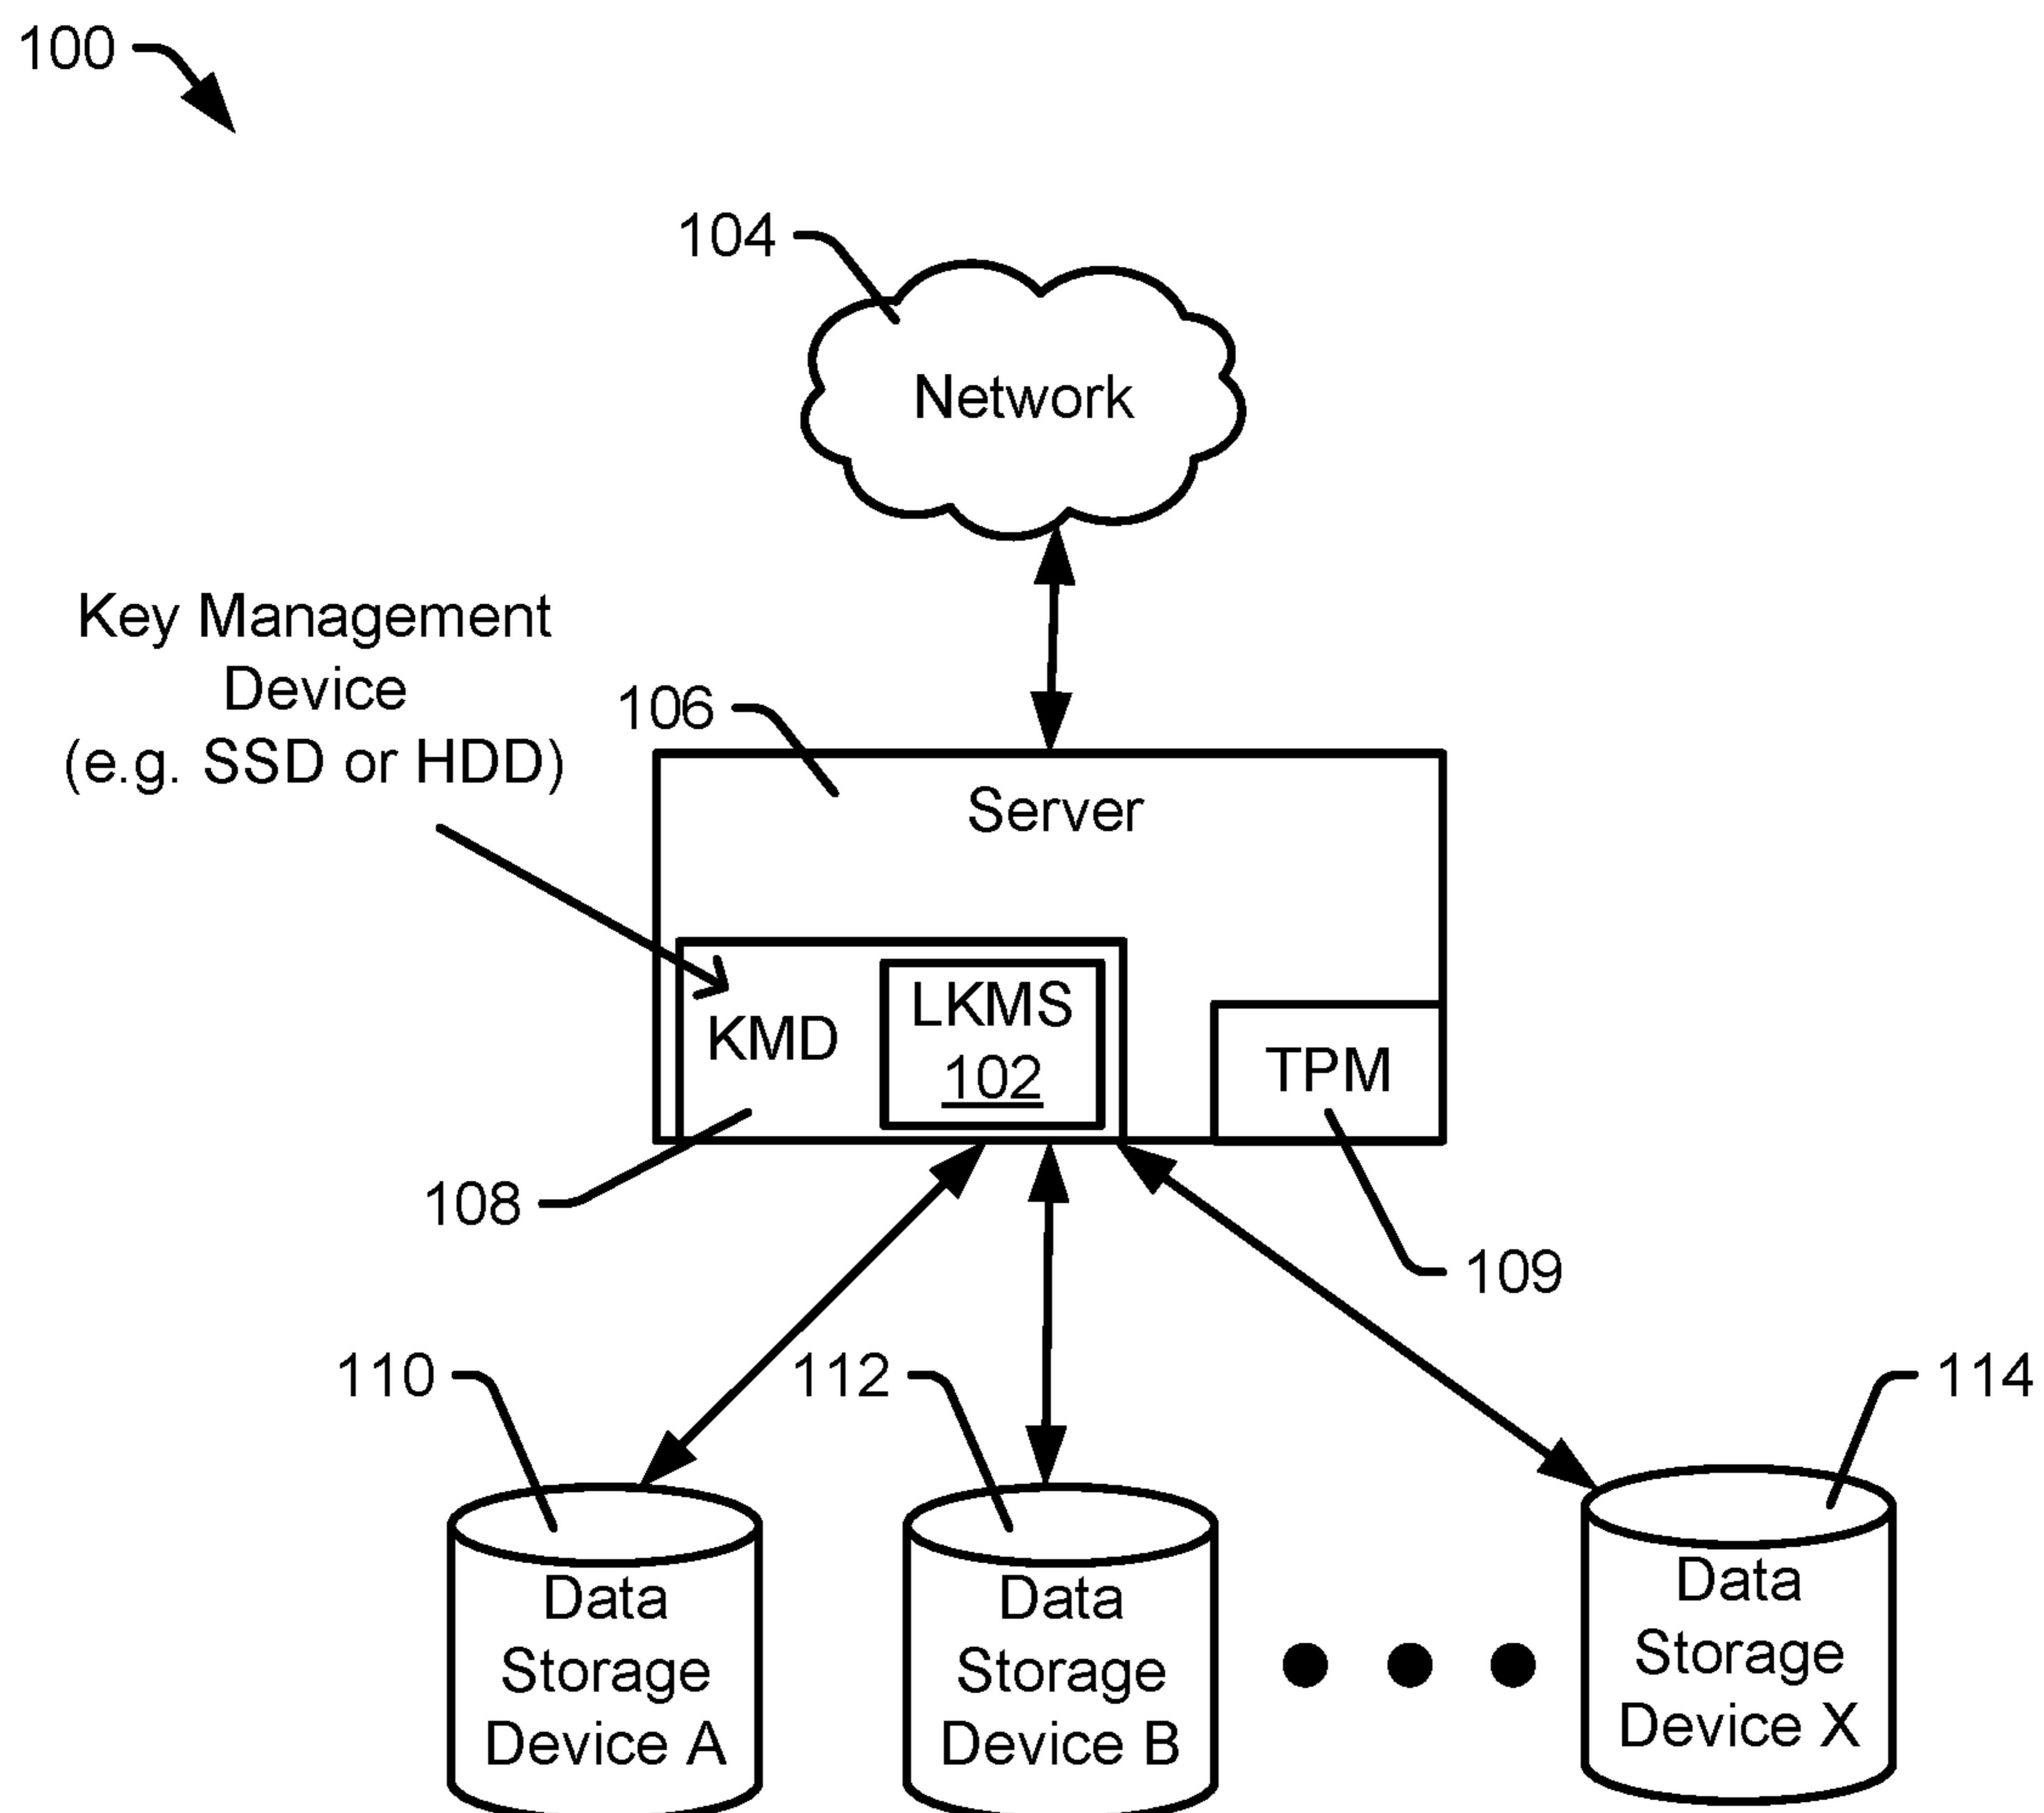 100
104
Network
Key Management
Device
(e.g. SSD or HDD)
106
Server
LKMS
102
KMD
TPM
108
109
110
112
114
Data
Storage
Device A
Data
Storage
Device B
Data
Storage
Device X